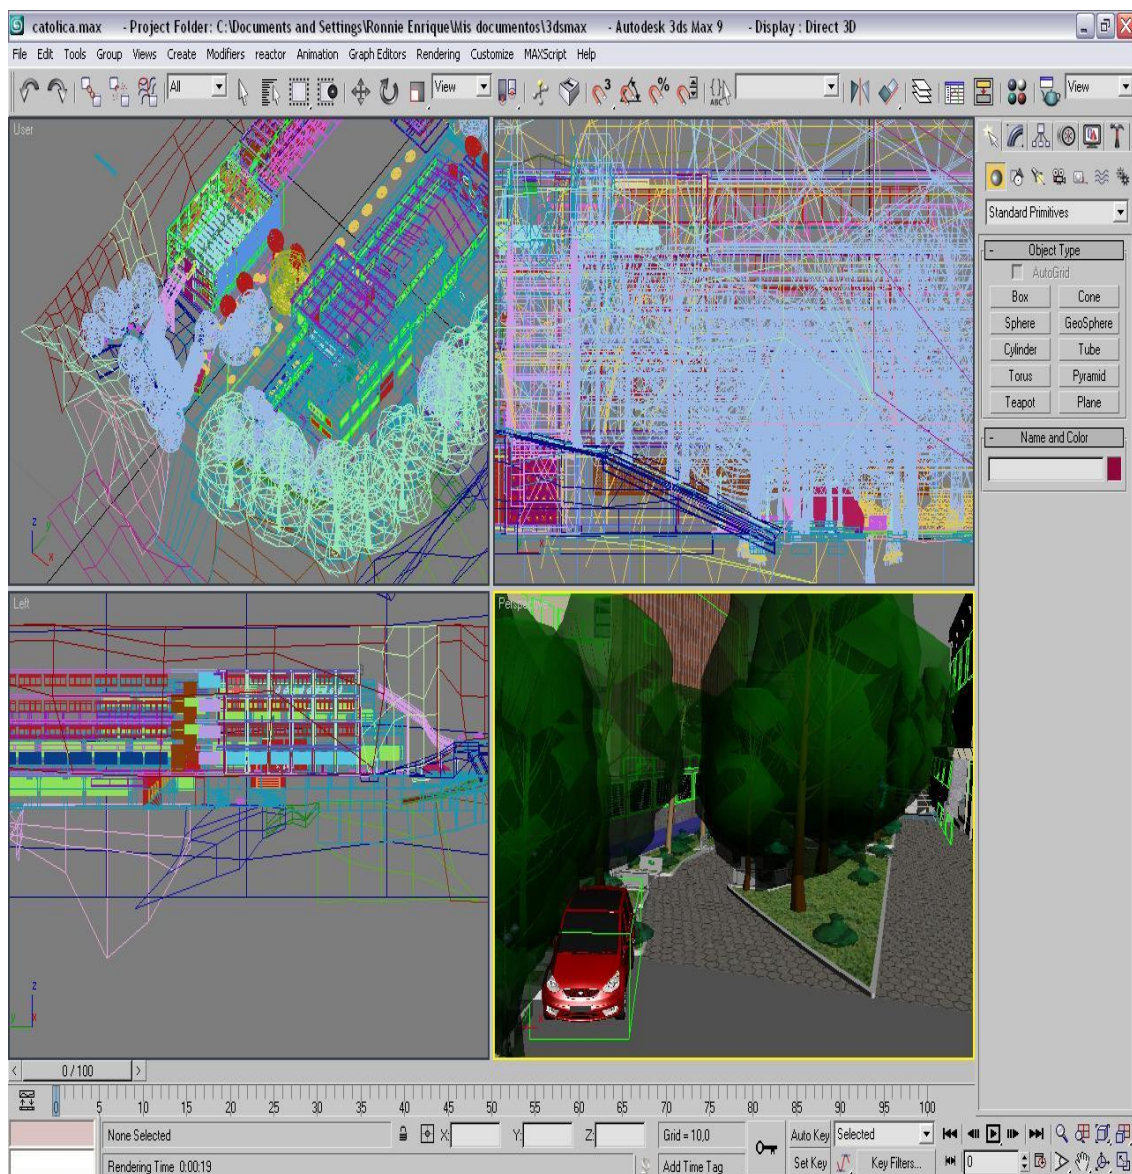 catolica.max - Project Folder: C:\Documents and Settings\Ronnie Enrique\Mis documentos\3dsmax - Autodesk 3ds Max 9 - Display : Direct 3D
File Edit Tools Group Views Create Modifiers reactor Animation Graph Editors Rendering Customize MAXScript Help
All View 3 % ABC View
User
Standard Primitives
- Object Type
AutoGrid
Box Cone
Sphere GeoSphere
Cylinder Tube
Torus Pyramid
Teapot Plane
- Name and Color
z
x
Left
z
y x
< 0 / 100 >
0 5 10 15 20 25 30 35 40 45 50 55 60 65 70 75 80 85 90 95 100
None Selected X: Y: Z: Grid = 10,0 Auto Key Selected
Rendering Time 0:00:19 Add Time Tag Set Key Key Filters... 0